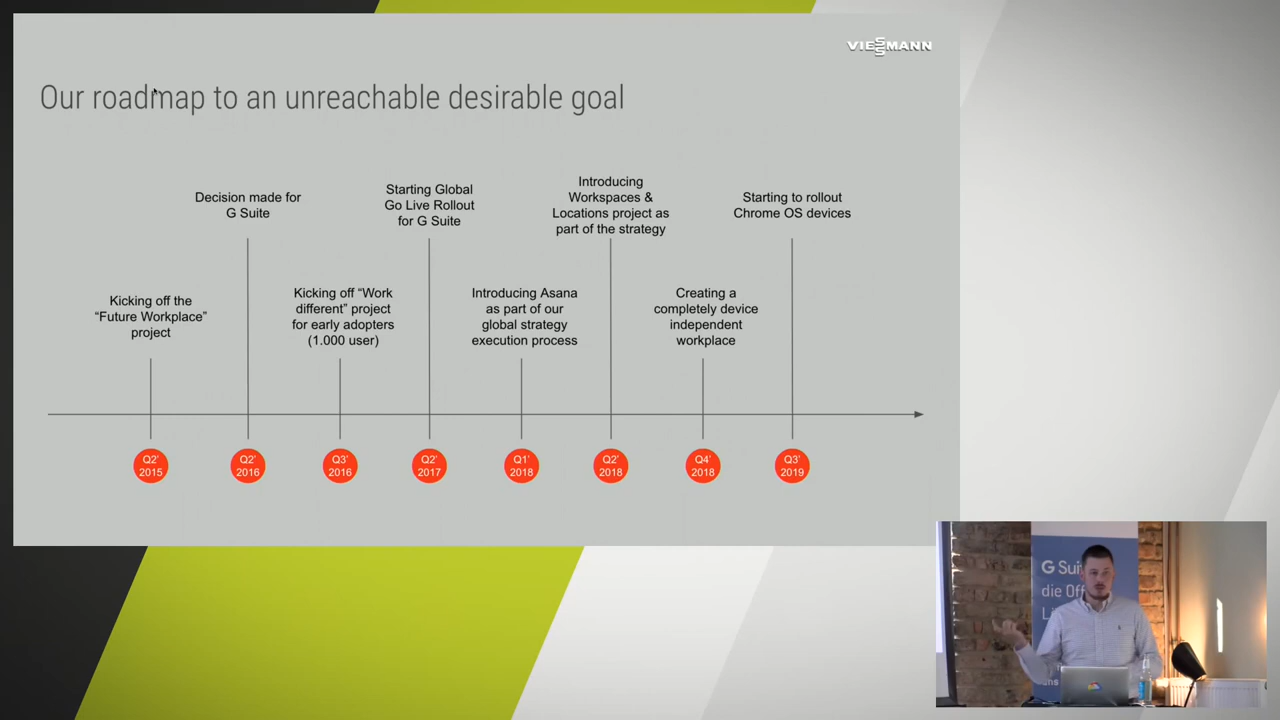 VIESSMANN
Our roadmap to an unreachable desirable goal
Decision made for
G Suite
Starting Global
Go Live Rollout
for G Suite
Introducing
Workspaces &
Locations project as
part of the strategy
Starting to rollout
Chrome OS devices
Kicking off the
“Future Workplace”
project
Kicking off “Work
different” project
for early adopters
(1.000 user)
Introducing Asana
as part of our
global strategy
execution process
Creating a
completely device
independent
workplace
Q2'
2015
Q2'
2016
Q3'
2016
Q2'
2017
Q1'
2018
Q2'
2018
Q4'
2018
Q3'
2019
G Sui
die Off